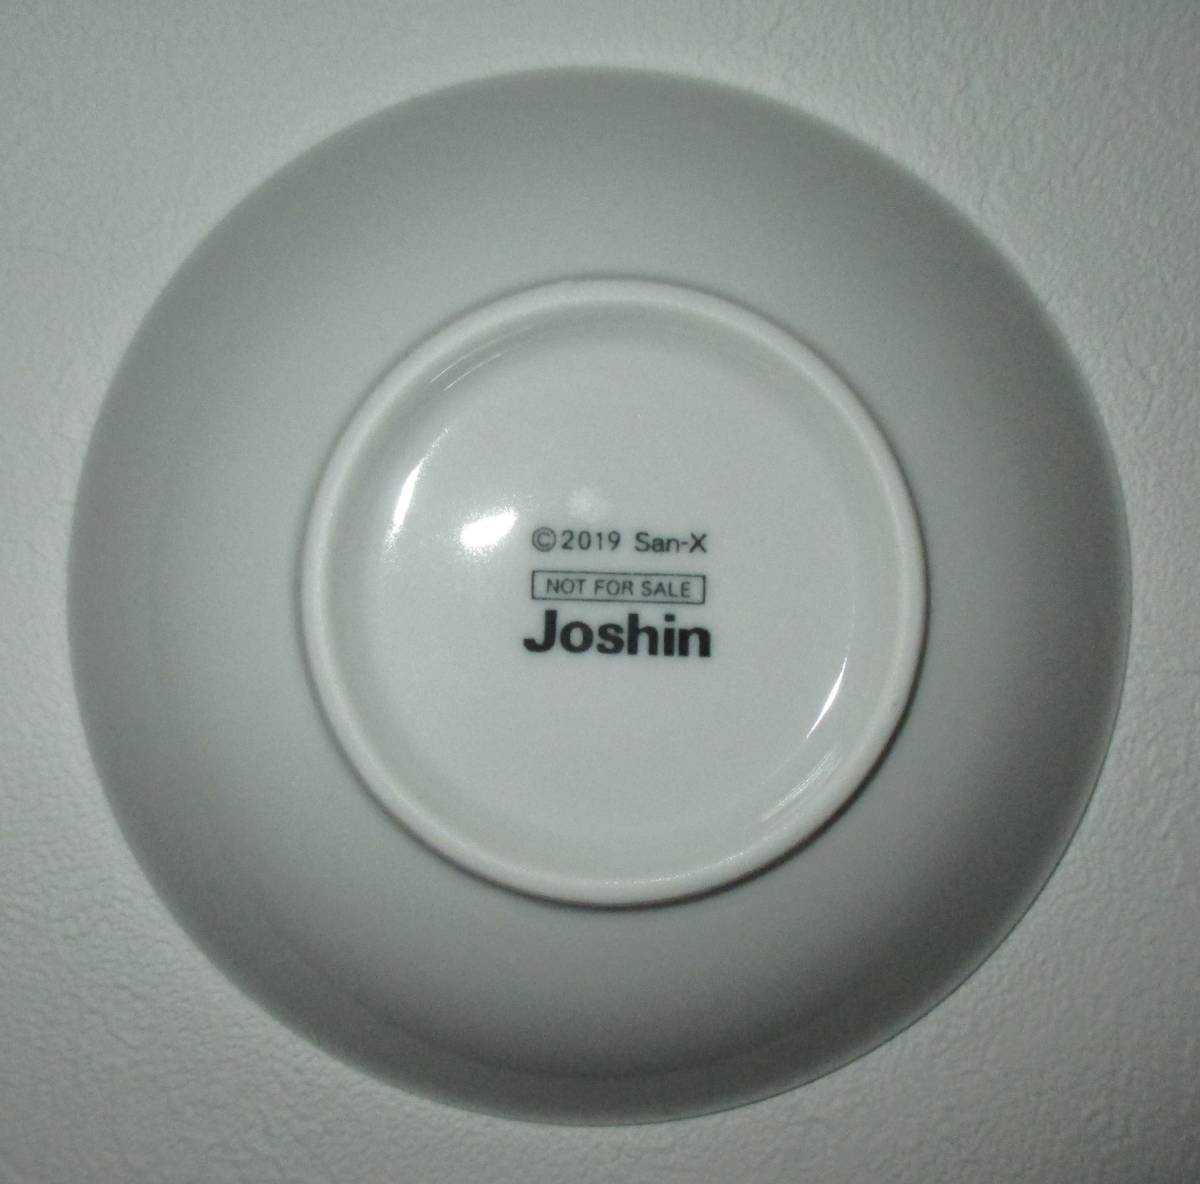 ©2019 San-X
NOT FOR SALE
Joshin